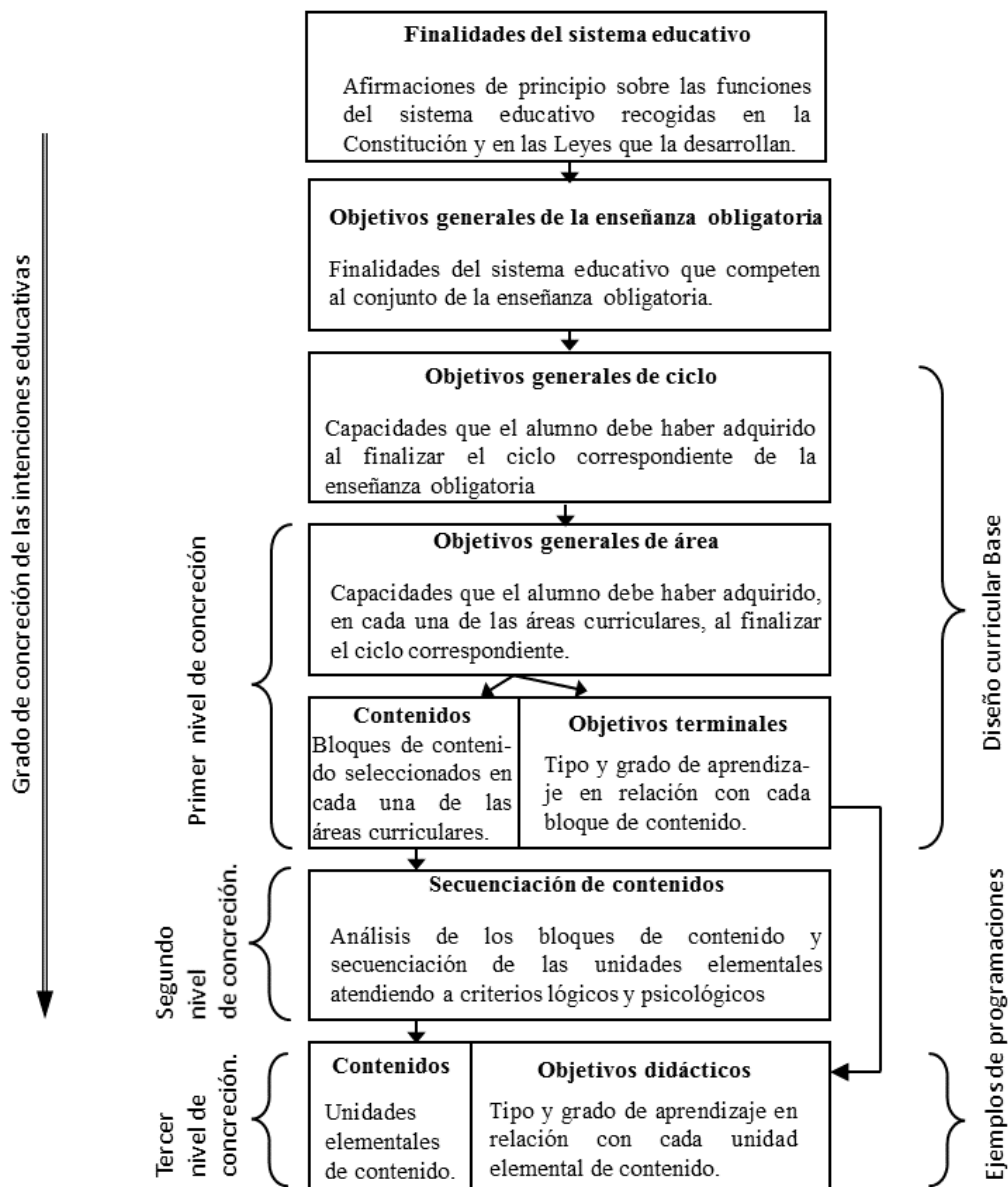 Finalidades del sistema educativo
Afirmaciones de principio sobre las funciones
del sistema educativo recogidas en la
Constitución y en las Leyes que la desarrollan.
Objetivos generales de la enseñanza obligatoria
Finalidades del sistema educativo que competen
al conjunto de la enseñanza obligatoria.
Objetivos generales de ciclo
Capacidades que el alumno debe haber adquirido
al finalizar el ciclo correspondiente de la
enseñanza obligatoria
Objetivos generales de área
Capacidades que el alumno debe haber adquirido,
en cada una de las áreas curriculares, al finalizar
el ciclo correspondiente.
Contenidos
Bloques de conteni-
do seleccionados en
cada una de las
áreas curriculares.
Objetivos terminales
Tipo y grado de aprendiza-
je en relación con cada
bloque de contenido.
Secuenciación de contenidos
Análisis de los bloques de contenido y
secuenciación de las unidades elementales
atendiendo a criterios lógicos y psicológicos
Contenidos
Unidades
elementales
de contenido.
Objetivos didácticos
Tipo y grado de aprendizaje en
relación con cada unidad
elemental de contenido.
Grado de concreción de las intenciones educativas
Primer nivel de concreción
Segundo
nivel
de concreción.
Tercer
nivel de
concreción.
Diseño curricular Base
Ejemplos de programaciones